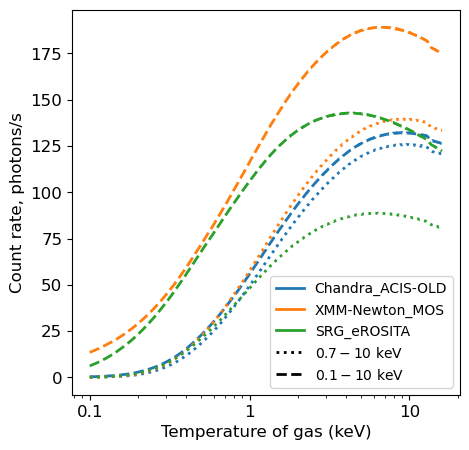 175
150
125
100
75
50
25
0
Count rate, photons/s
Chandra_ACIS-OLD
XMM-Newton_MOS
SRG_eROSITA
0.7 − 10 keV
0.1 − 10 keV
0.1 1 10
Temperature of gas (keV)